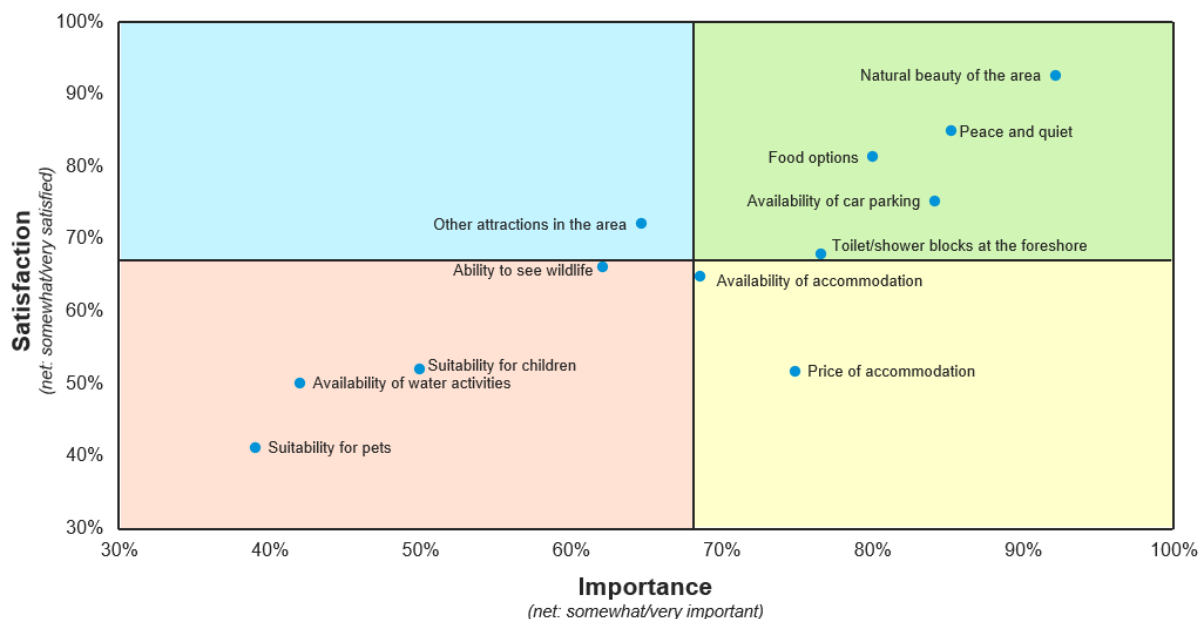 100%
90%
80%
70%
60%
50%
40%
30%
Satisfaction
(net: somewhat/very satisfied)
Natural beauty of the area
Peace and quiet
Food options
Availability of car parking
Other attractions in the area
Toilet/shower blocks at the foreshore
Ability to see wildlife
Availability of accommodation
Suitability for children
Price of accommodation
Availability of water activities
Suitability for pets
30%
40%
50%
60%
70%
80%
90%
100%
Importance
(net: somewhat/very important)